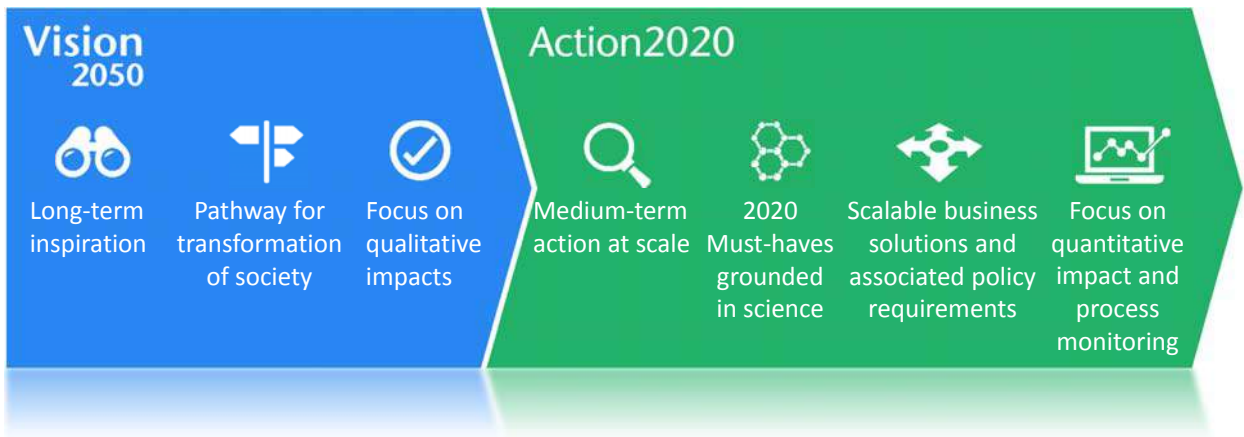 Vision
2050
Long-term
inspiration
Pathway for
transformation
of society
Focus on
qualitative
impacts
Action2020
Medium-term
action at scale
2020
Must-haves
grounded
in science
Scalable business
solutions and
associated policy
requirements
Focus on
quantitative
impact and
process
monitoring